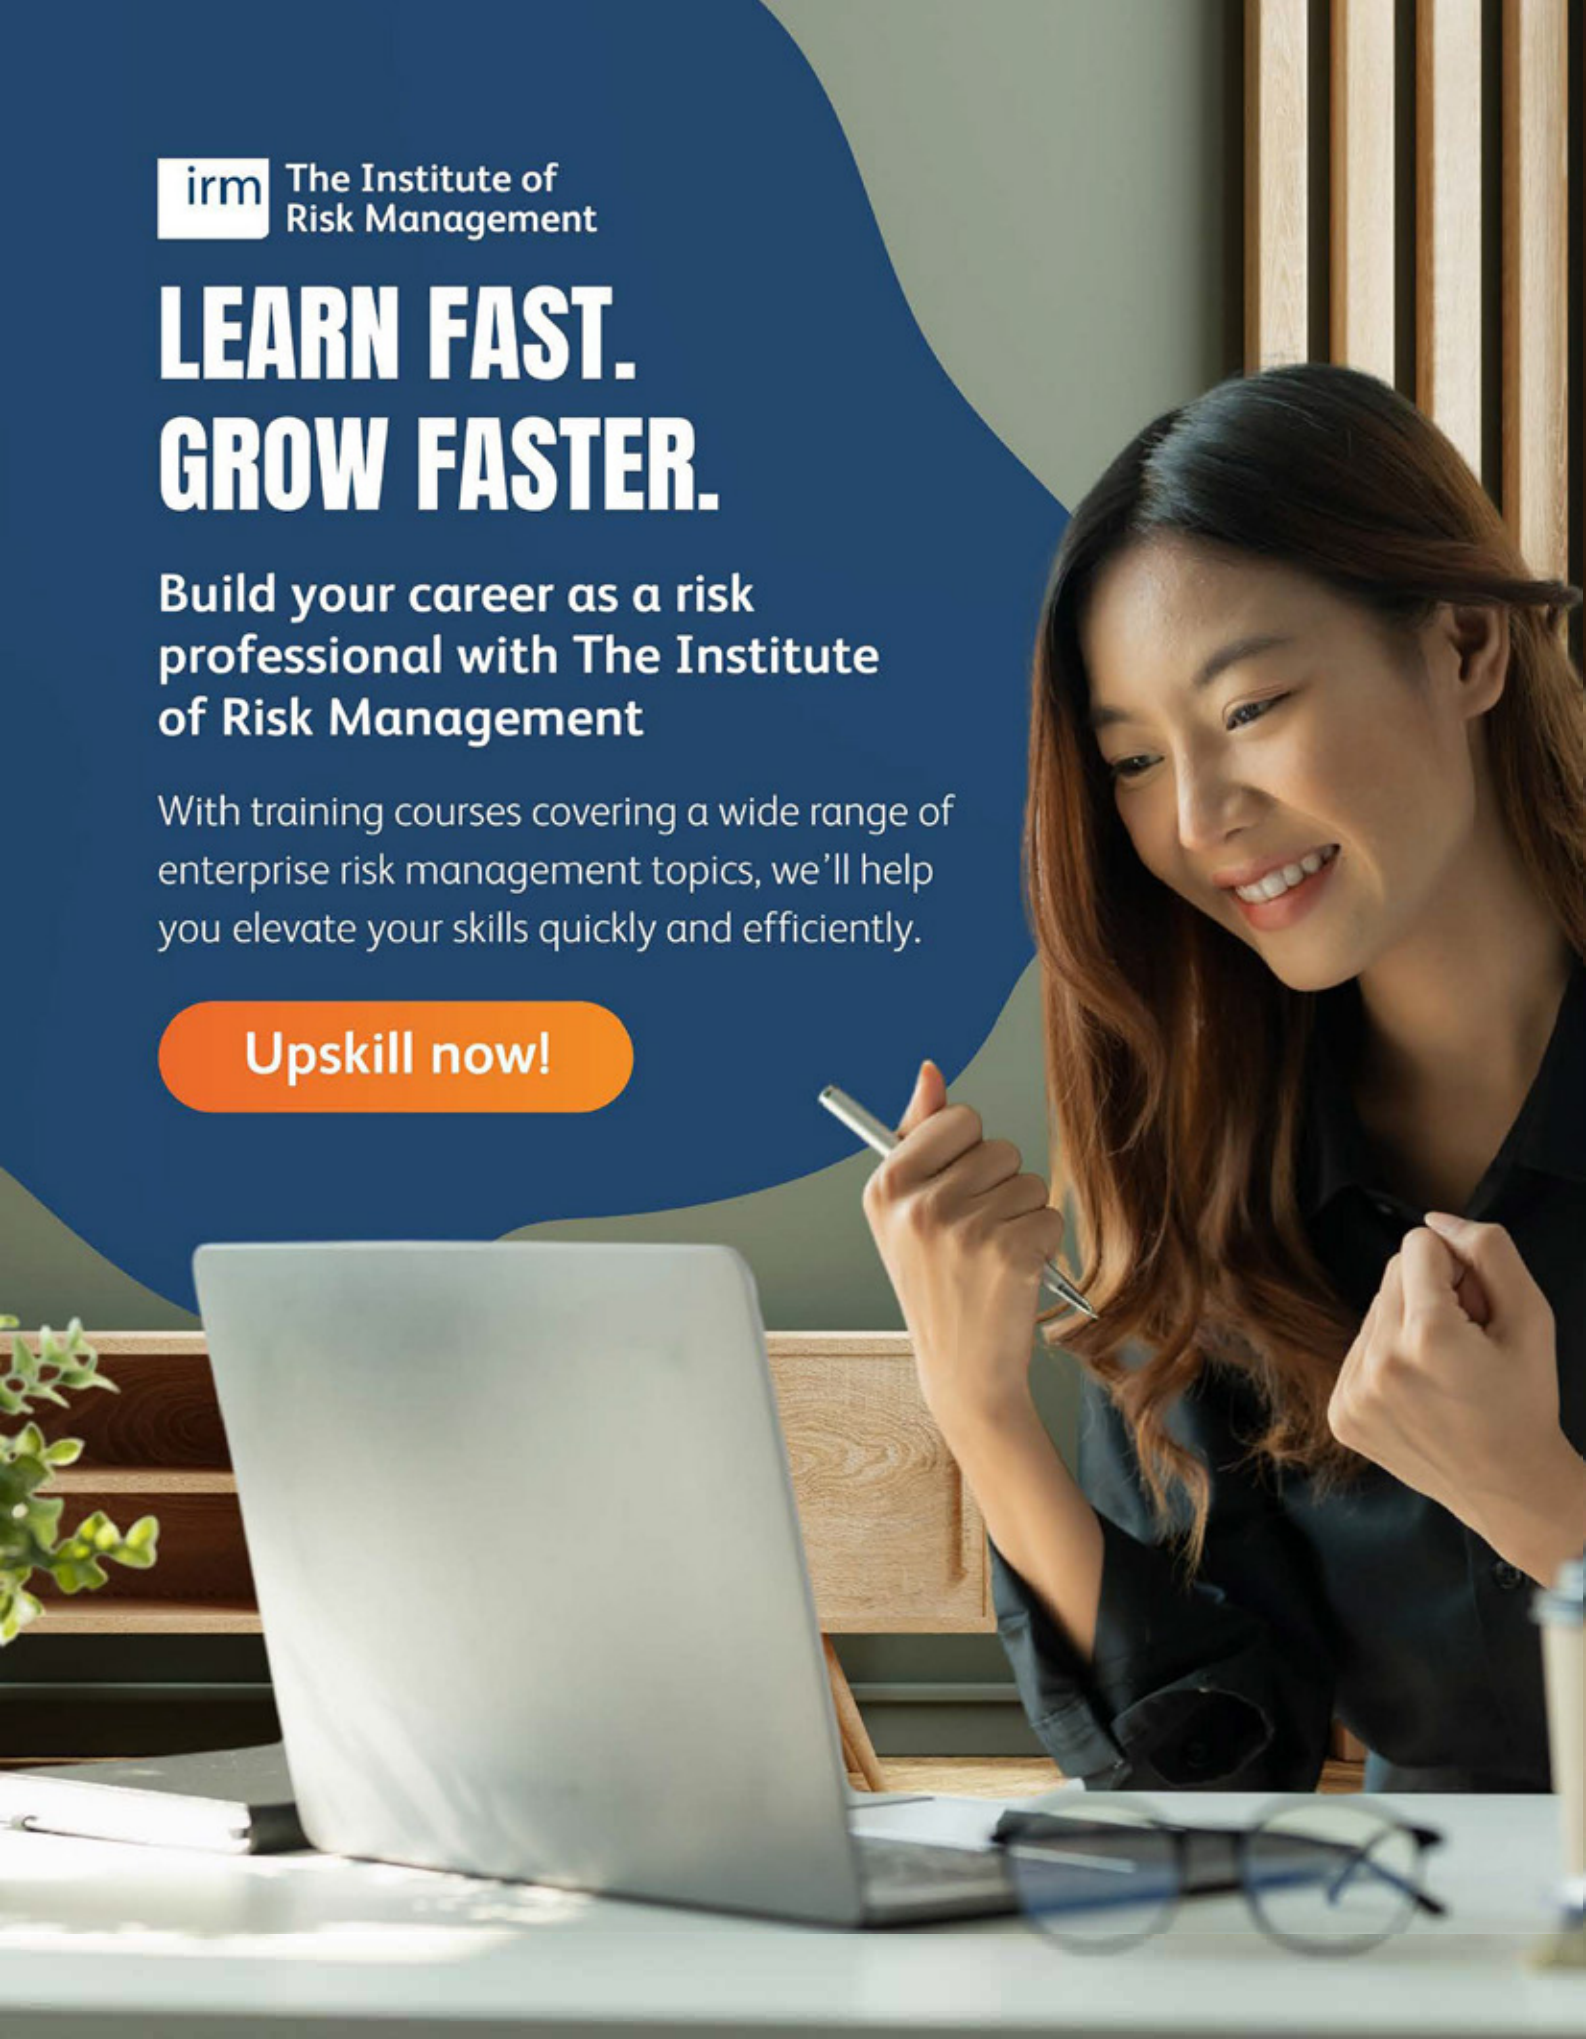 irm
The Institute of
Risk Management
LEARN FAST.
GROW FASTER.
Build your career as a risk
professional with The Institute
of Risk Management
With training courses covering a wide range of
enterprise risk management topics, we'll help
you elevate your skills quickly and efficiently.
Upskill now!